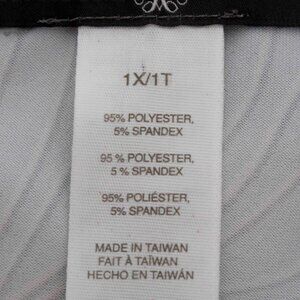 1X/1T
95% POLYESTER,
5% SPANDEX
95 % POLYESTER,
5 % SPANDEX
95% POLIÉSTER,
5% SPANDEX
MADE IN TAIWAN
FAIT À TAÏWAN
HECHO EN TAIWÁN